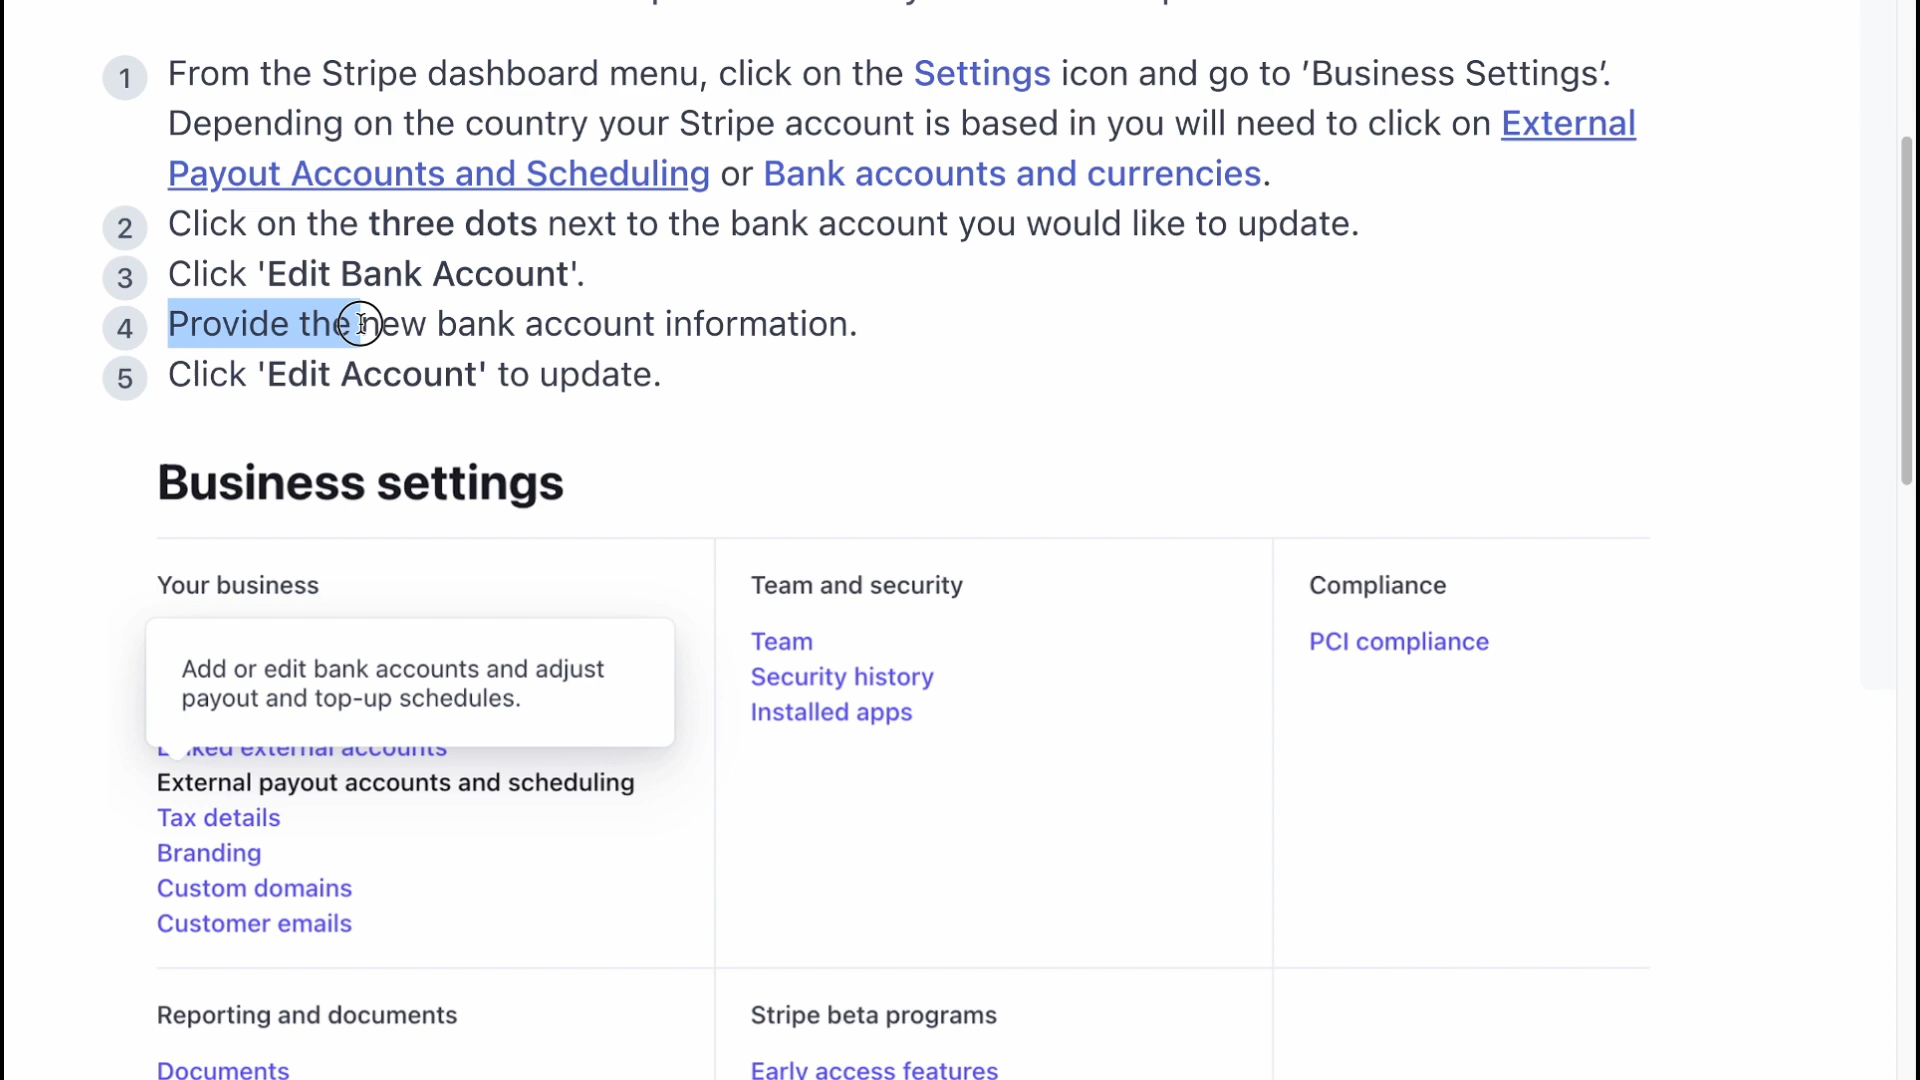 1 From the Stripe dashboard menu, click on the Settings icon and go to ’Business Settings’.
Depending on the country your Stripe account is based in you will need to click on External
Payout Accounts and Scheduling or Bank accounts and currencies.
2 Click on the three dots next to the bank account you would like to update.
3 Click 'Edit Bank Account'.
4 Provide the new bank account information.
5 Click 'Edit Account' to update.
Business settings
Your business
Add or edit bank accounts and adjust
payout and top-up schedules.
external accounts
External payout accounts and scheduling
Tax details
Branding
Custom domains
Customer emails
Team and security
Team
Security history
Installed apps
Compliance
PCI compliance
Reporting and documents
Documents
Stripe beta programs
Early access features